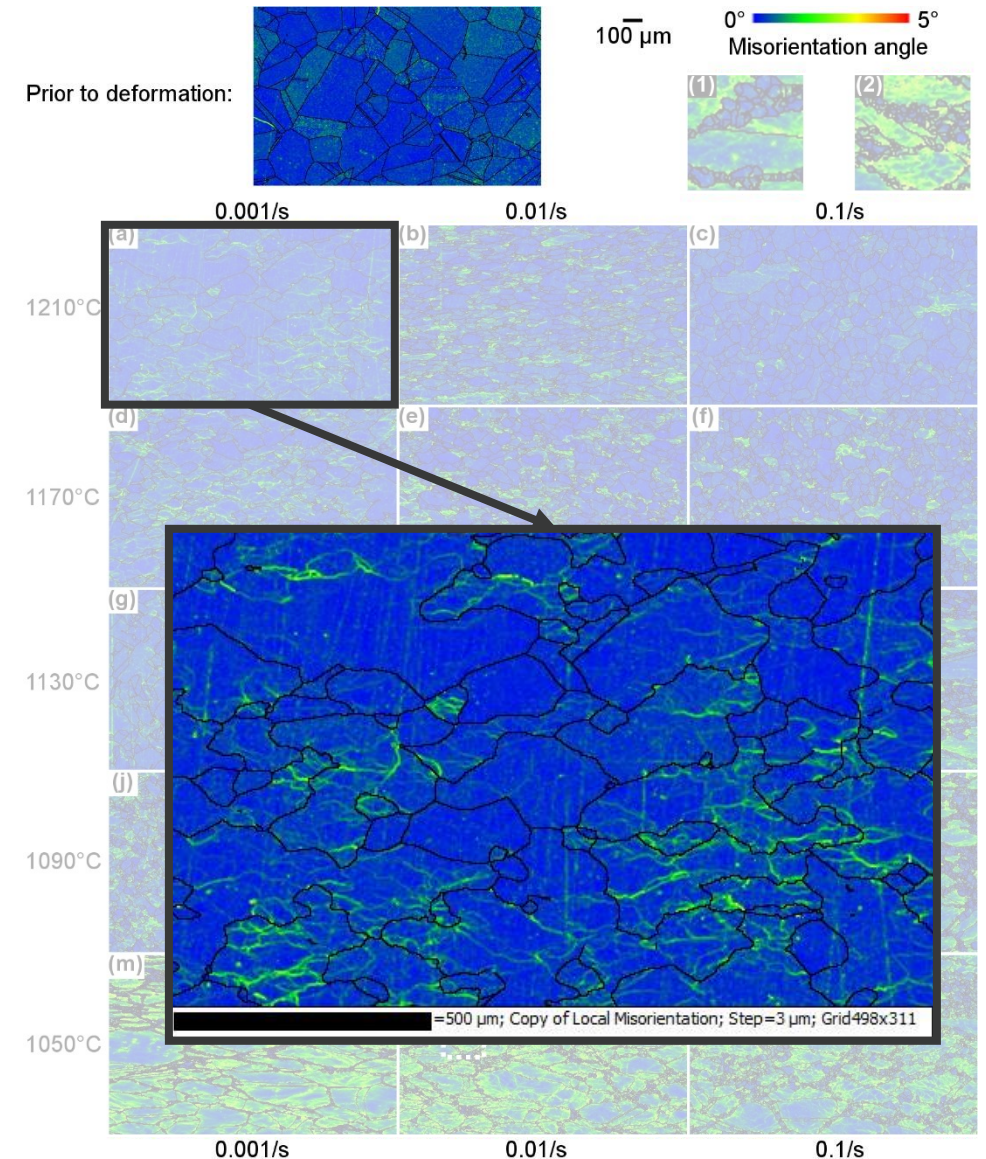 100 µm
0° 5°
Misorientation angle
Prior to deformation:
(1) (2)
0.001/s 0.01/s 0.1/s
(a) (b) (c)
1210°C
(d) (e) (f)
1170°C
(g)
1130°C
(j)
1090°C
=500 µm; Copy of Local Misorientation; Step=3 µm; Grid498x311
(m)
1050°C
0.001/s 0.01/s 0.1/s